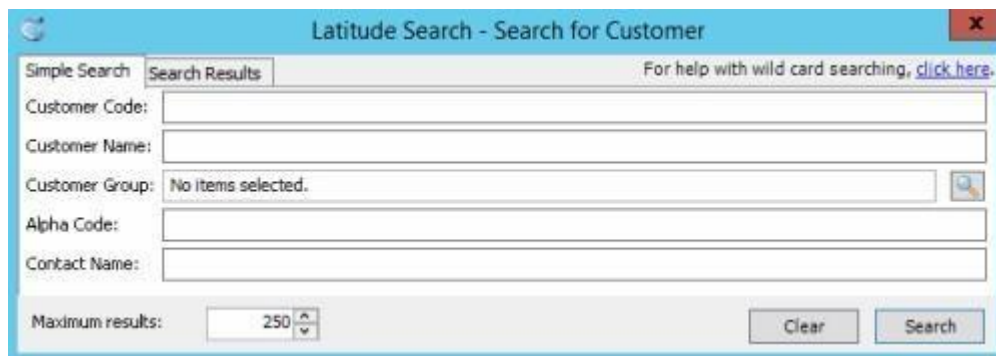 Latitude Search - Search for Customer
x
Simple Search Search Results For help with wild card searching, click here.
Customer Code:
Customer Name:
Customer Group: No items selected.
Alpha Code:
Contact Name:
Maximum results: 250 Clear Search